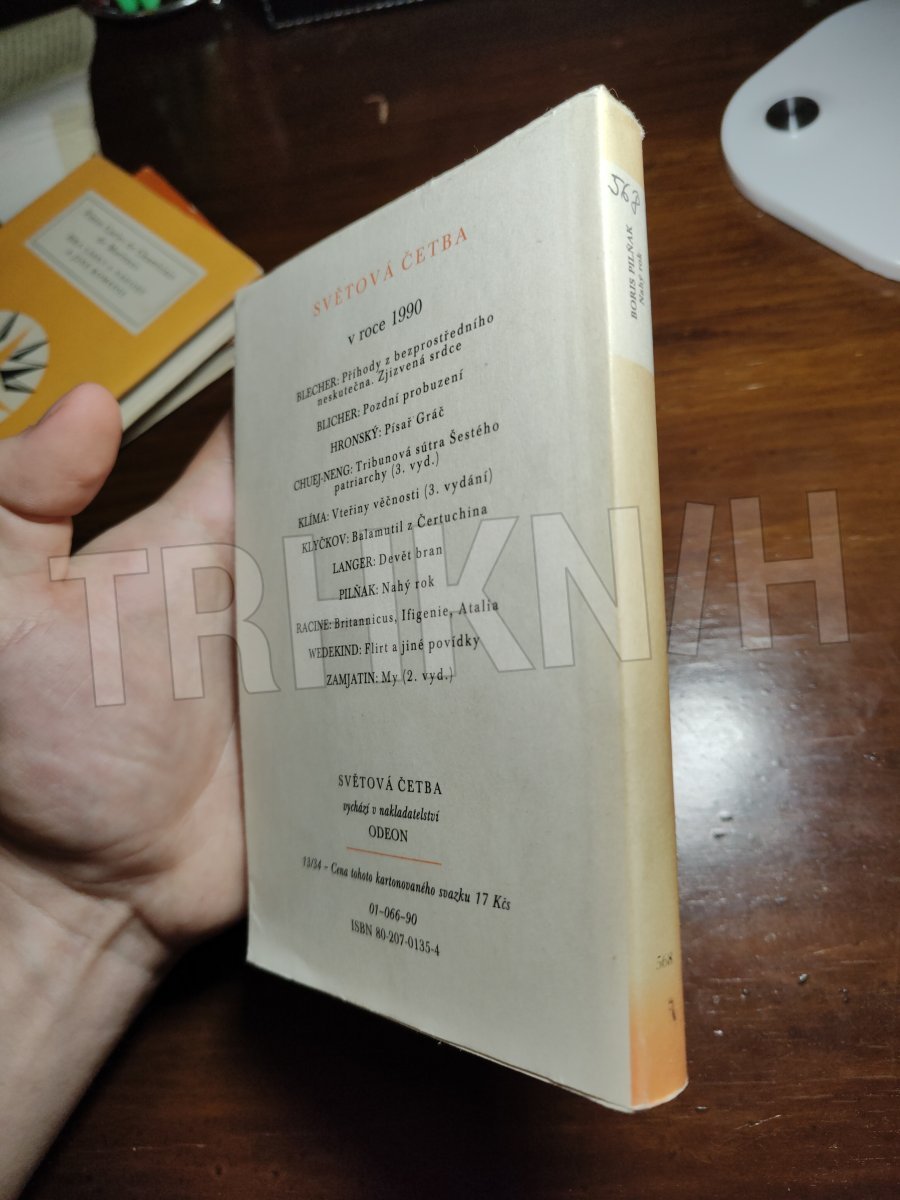 SVĚTOVÁ ČETBA
v roce 1990
BLECHER: Příhody z bezprostředního
neskutečna. Zjizvená srdce
BLICHER: Pozdní probuzení
HRONSKÝ: Písař Gráč
CHUEJ-NENG: Tribunová sútra Šestého
patriarchy (3. vyd.)
KLÍMA: Vteřiny věčnosti (3. vydání)
KLYČKOV: Balamutil z Čertuchina
LANGER: Devět bran
PILŇAK: Nahý rok
RACINE: Britannicus, Ifigenie, Atalia
WEDEKIND: Flirt a jiné povídky
ZAMJATIN: My (2. vyd.)
SVĚTOVÁ ČETBA
vychází v nakladatelství
ODEON
13/34 – Cena tohoto kartonovaného svazku 17 Kčs
01-066-90
ISBN 80-207-0135-4
BORIS PILŇAK
Nahý rok
568
TRHKNIH